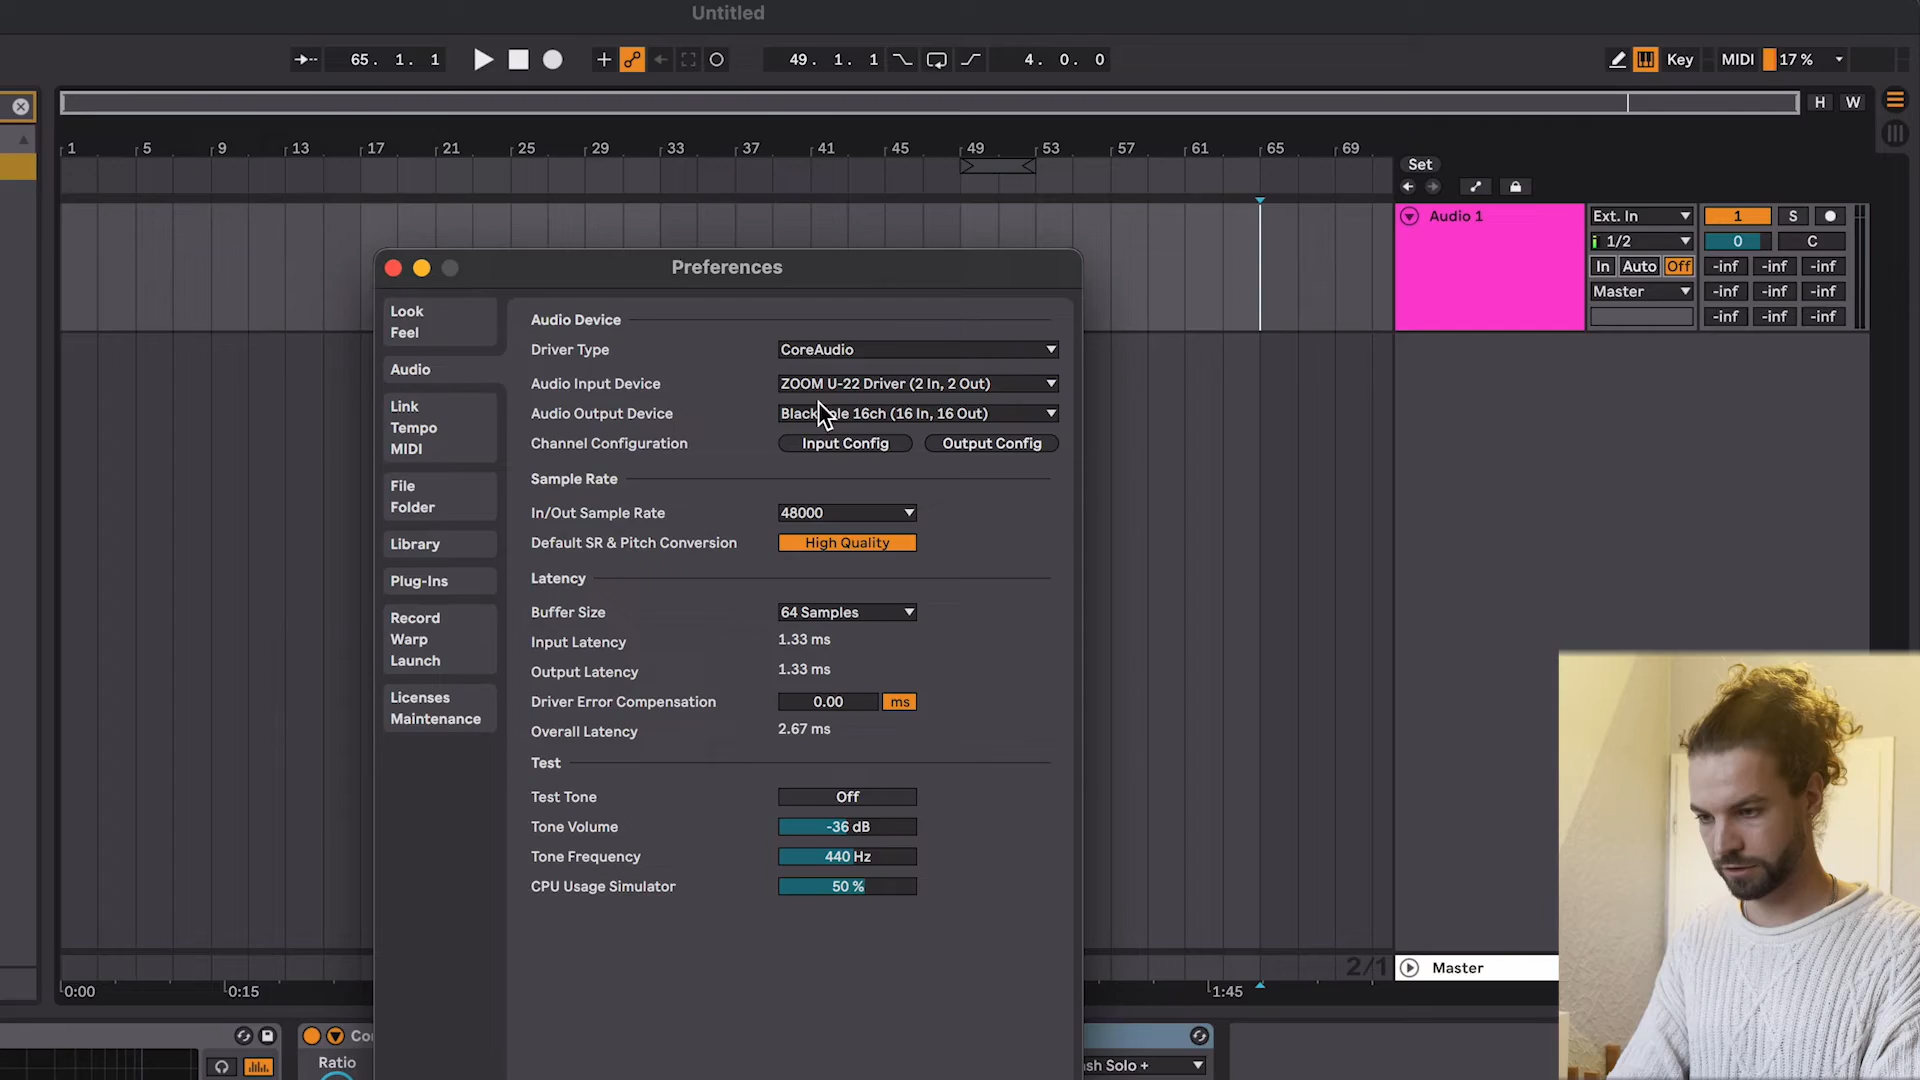 Untitled
65. 1. 1
49. 1. 1
4. 0. 0
Key
MIDI
17 %
H W
1 5 9 13 17 21 25 29 33 37 41 45 49 53 57 61 65 69
Set
Audio 1
Ext. In
1 S
1/2
0 C
In Auto Off
-inf -inf -inf
Master
-inf -inf -inf
-inf -inf -inf
Preferences
Look
Feel
Audio
Link
Tempo
MIDI
File
Folder
Library
Plug-Ins
Record
Warp
Launch
Licenses
Maintenance
Audio Device
Driver Type CoreAudio
Audio Input Device ZOOM U-22 Driver (2 In, 2 Out)
Audio Output Device 16ch (16 In, 16 Out)
Channel Configuration Input Config Output Config
Sample Rate
In/Out Sample Rate 48000
Default SR & Pitch Conversion High Quality
Latency
Buffer Size 64 Samples
Input Latency 1.33 ms
Output Latency 1.33 ms
Driver Error Compensation 0.00 ms
Overall Latency 2.67 ms
Test
Test Tone Off
Tone Volume -36 dB
Tone Frequency 440 Hz
CPU Usage Simulator 50 %
2/1
Master
0:00 0:15 1:45
Ratio
Solo +